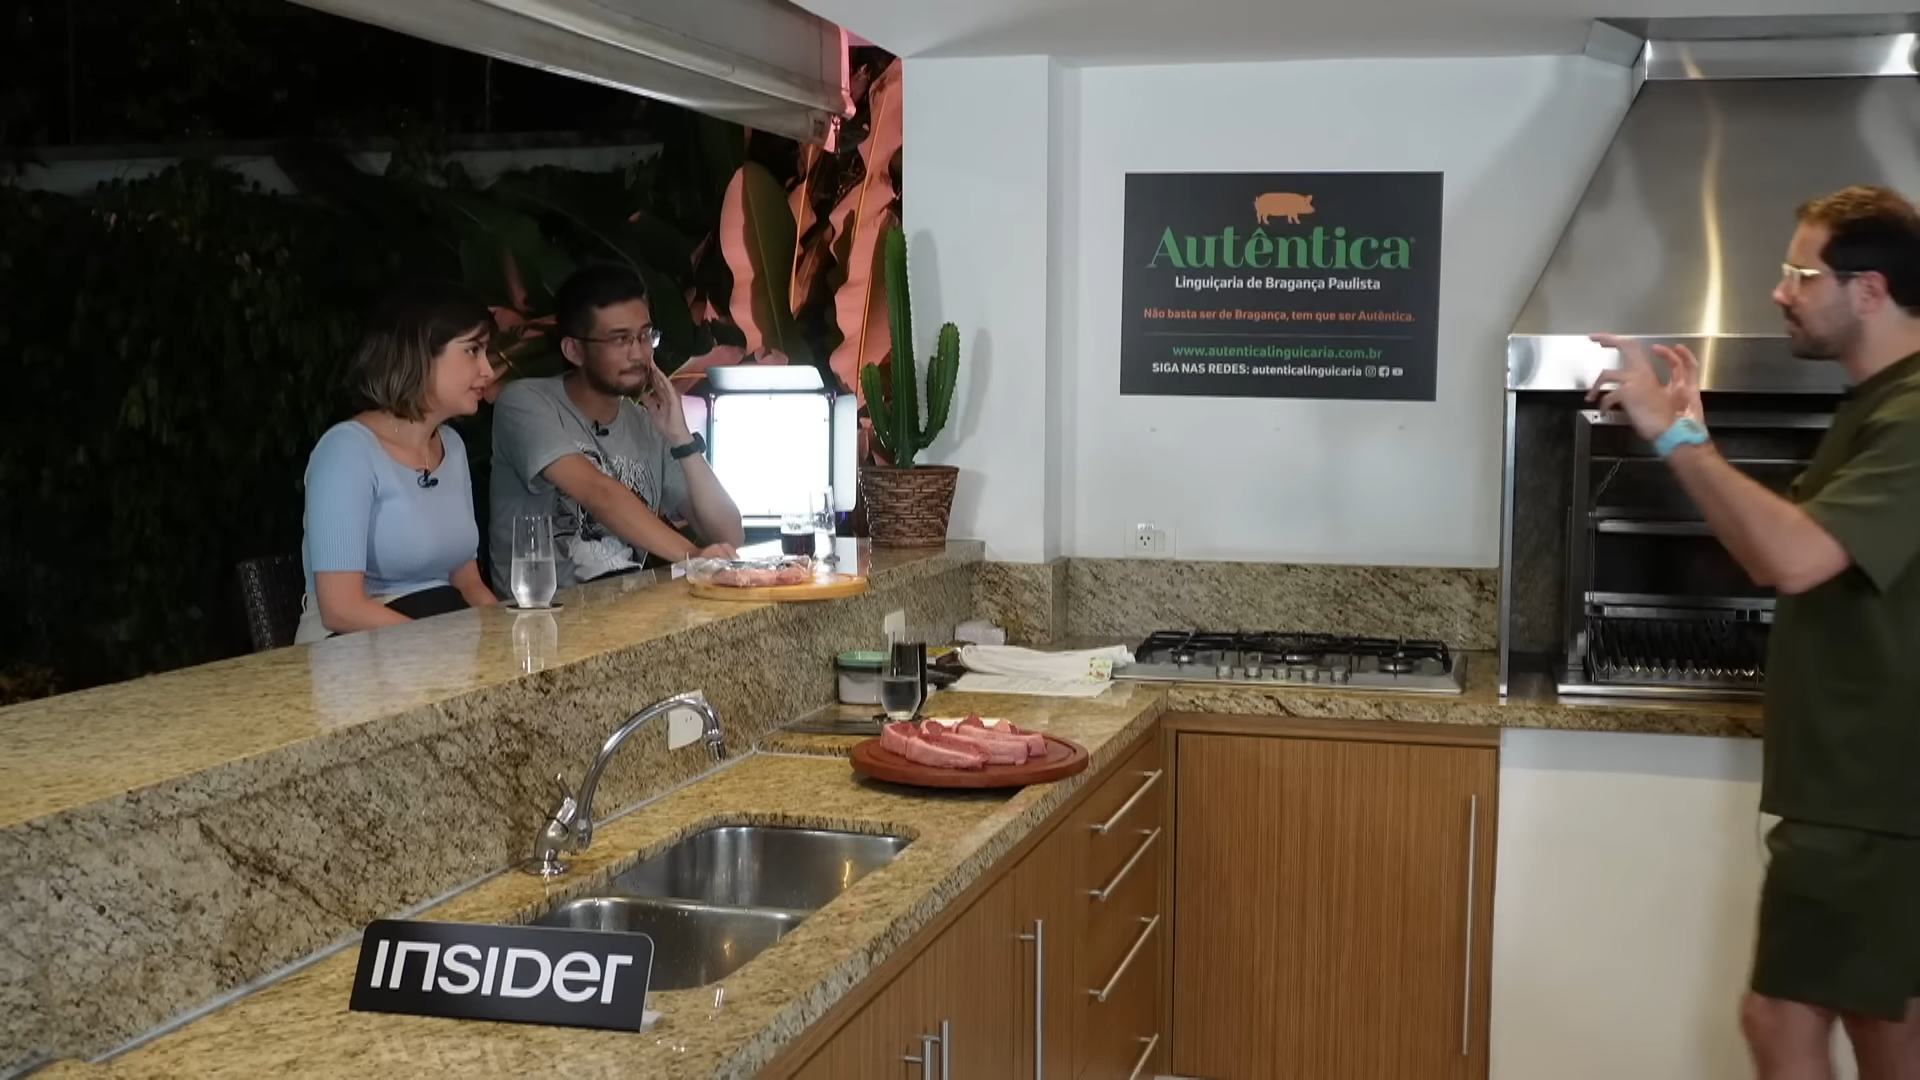 Autêntica
Linguiçaria de Bragança Paulista
Não basta ser de Bragança, tem que ser Autêntica.
www.autenticalinguicaria.com.br
SIGA NAS REDES: autenticalinguicaria
INSIDER